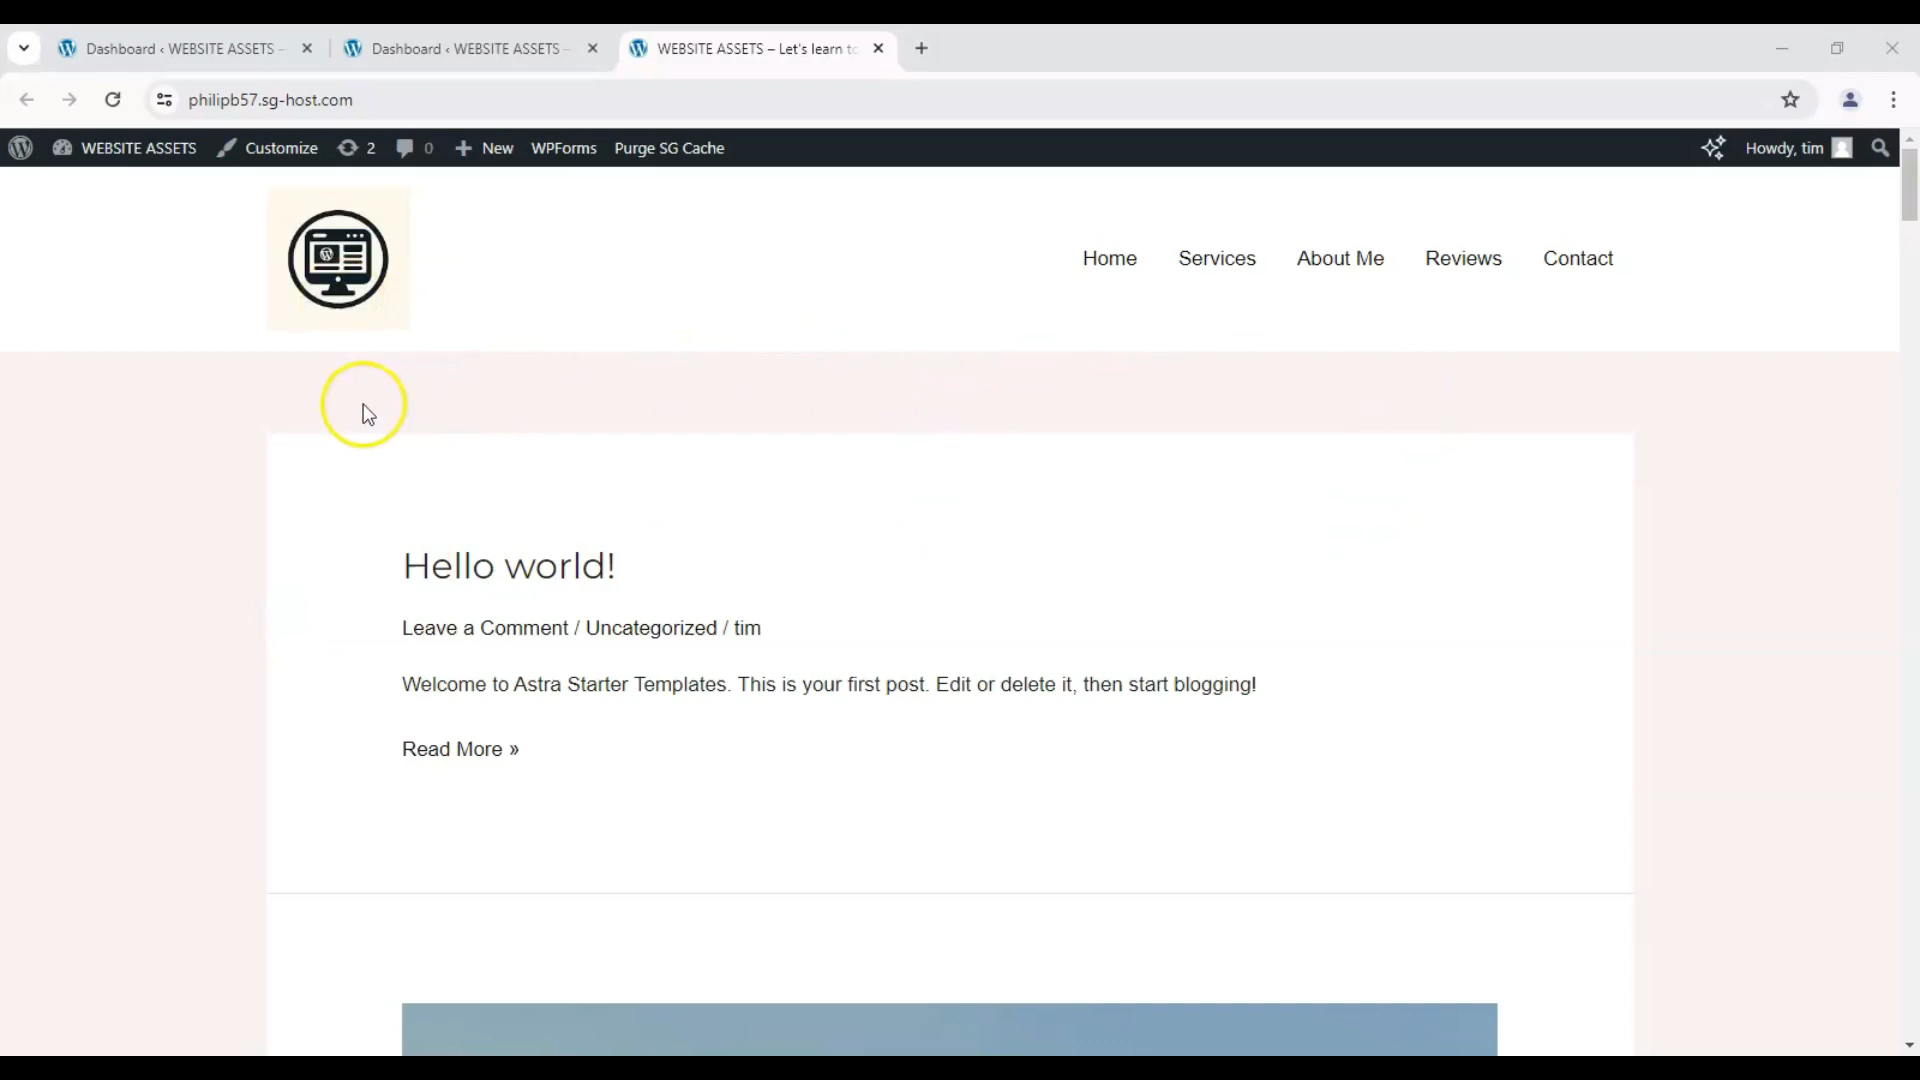 Dashboard ‹ WEBSITE ASSETS –
Dashboard ‹ WEBSITE ASSETS –
WEBSITE ASSETS – Let's learn to
philipb57.sg-host.com
WEBSITE ASSETS Customize 2 0 New WPForms Purge SG Cache Howdy, tim
Home Services About Me Reviews Contact
Hello world!
Leave a Comment / Uncategorized / tim
Welcome to Astra Starter Templates. This is your first post. Edit or delete it, then start blogging!
Read More »